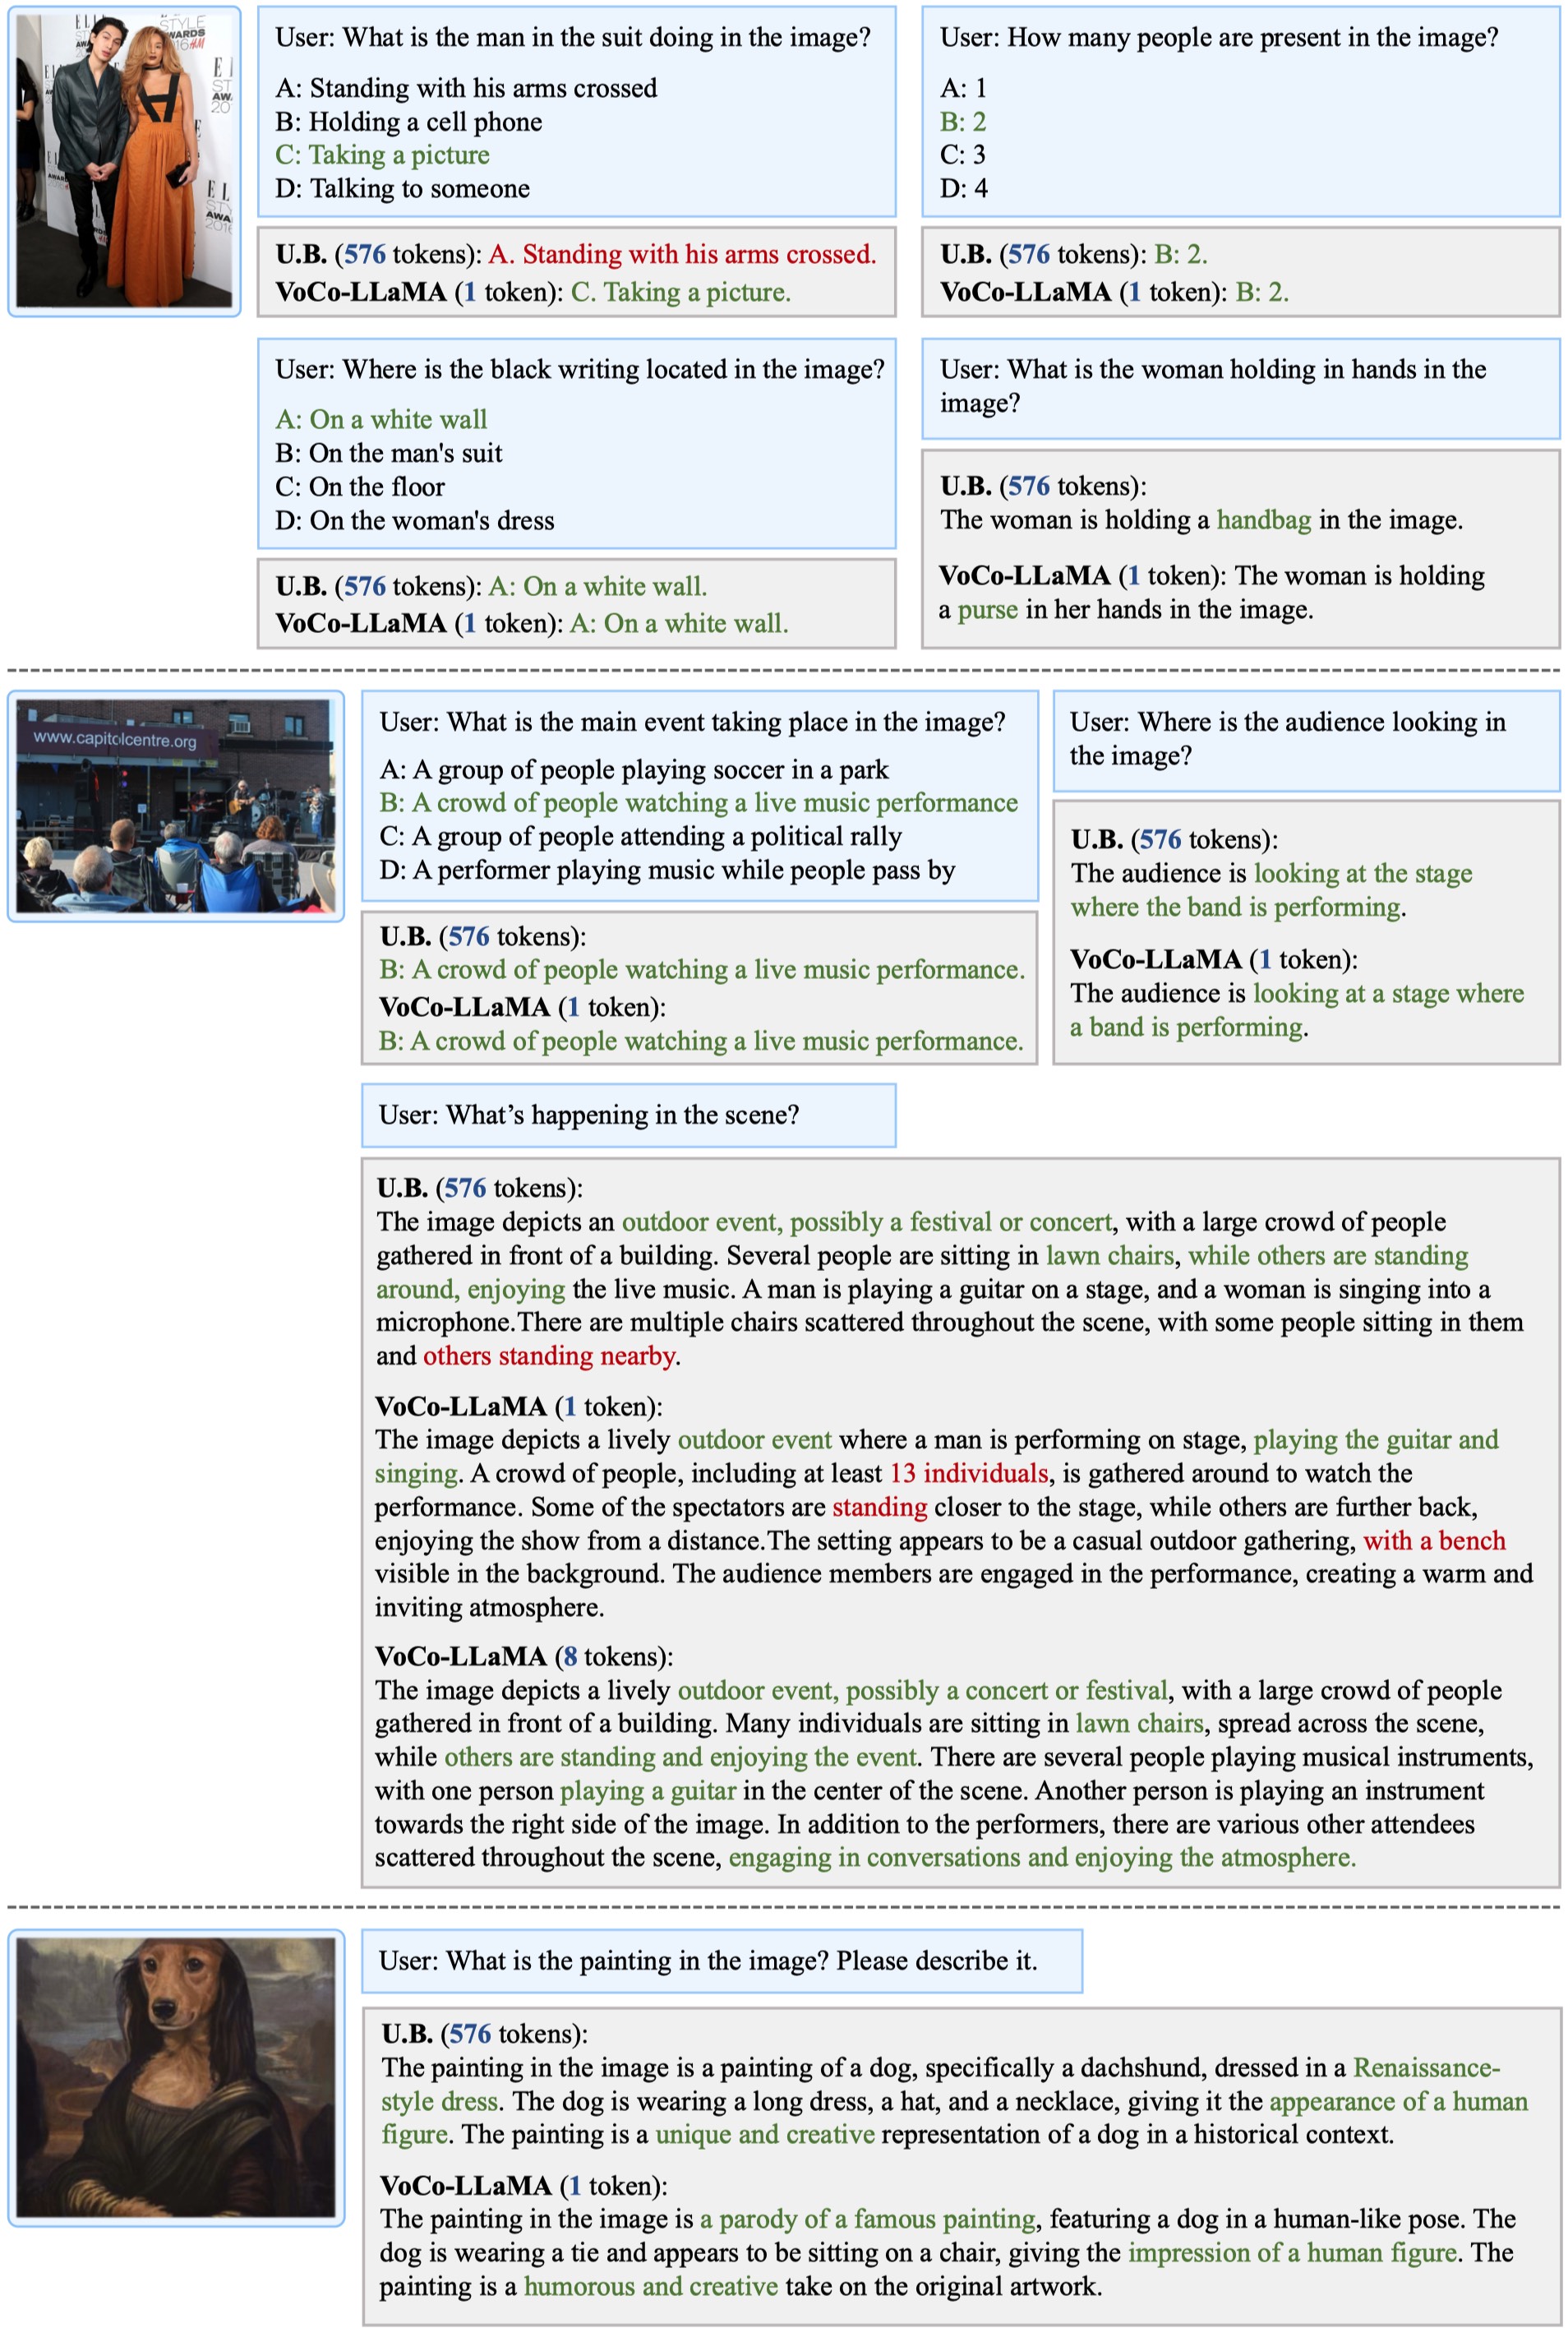 User: What is the man in the suit doing in the image?
A: Standing with his arms crossed
B: Holding a cell phone
C: Taking a picture
D: Talking to someone
U.B. (576 tokens): A. Standing with his arms crossed.
VoCo-LLaMA (1 token): C. Taking a picture.
User: How many people are present in the image?
A: 1
B: 2
C: 3
D: 4
U.B. (576 tokens): B: 2.
VoCo-LLaMA (1 token): B: 2.
User: Where is the black writing located in the image?
A: On a white wall
B: On the man's suit
C: On the floor
D: On the woman's dress
U.B. (576 tokens): A: On a white wall.
VoCo-LLaMA (1 token): A: On a white wall.
User: What is the woman holding in hands in the
image?
U.B. (576 tokens):
The woman is holding a handbag in the image.
VoCo-LLaMA (1 token): The woman is holding
a purse in her hands in the image.
www.capitolcentre.org
User: What is the main event taking place in the image?
A: A group of people playing soccer in a park
B: A crowd of people watching a live music performance
C: A group of people attending a political rally
D: A performer playing music while people pass by
U.B. (576 tokens):
B: A crowd of people watching a live music performance.
VoCo-LLaMA (1 token):
B: A crowd of people watching a live music performance.
User: Where is the audience looking in
the image?
U.B. (576 tokens):
The audience is looking at the stage
where the band is performing.
VoCo-LLaMA (1 token):
The audience is looking at a stage where
a band is performing.
User: What’s happening in the scene?
U.B. (576 tokens):
The image depicts an outdoor event, possibly a festival or concert, with a large crowd of people
gathered in front of a building. Several people are sitting in lawn chairs, while others are standing
around, enjoying the live music. A man is playing a guitar on a stage, and a woman is singing into a
microphone.There are multiple chairs scattered throughout the scene, with some people sitting in them
and others standing nearby.
VoCo-LLaMA (1 token):
The image depicts a lively outdoor event where a man is performing on stage, playing the guitar and
singing. A crowd of people, including at least 13 individuals, is gathered around to watch the
performance. Some of the spectators are standing closer to the stage, while others are further back,
enjoying the show from a distance.The setting appears to be a casual outdoor gathering, with a bench
visible in the background. The audience members are engaged in the performance, creating a warm and
inviting atmosphere.
VoCo-LLaMA (8 tokens):
The image depicts a lively outdoor event, possibly a concert or festival, with a large crowd of people
gathered in front of a building. Many individuals are sitting in lawn chairs, spread across the scene,
while others are standing and enjoying the event. There are several people playing musical instruments,
with one person playing a guitar in the center of the scene. Another person is playing an instrument
towards the right side of the image. In addition to the performers, there are various other attendees
scattered throughout the scene, engaging in conversations and enjoying the atmosphere.
User: What is the painting in the image? Please describe it.
U.B. (576 tokens):
The painting in the image is a painting of a dog, specifically a dachshund, dressed in a Renaissance-
style dress. The dog is wearing a long dress, a hat, and a necklace, giving it the appearance of a human
figure. The painting is a unique and creative representation of a dog in a historical context.
VoCo-LLaMA (1 token):
The painting in the image is a parody of a famous painting, featuring a dog in a human-like pose. The
dog is wearing a tie and appears to be sitting on a chair, giving the impression of a human figure. The
painting is a humorous and creative take on the original artwork.